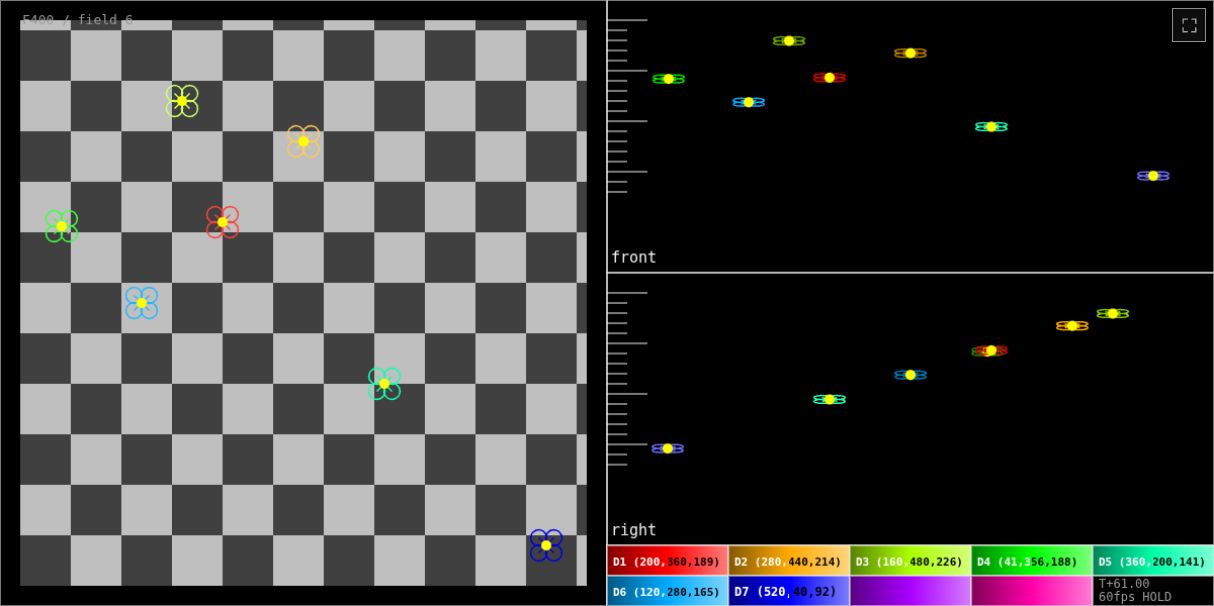 F400 / field 6
front
right
D1 (200,360,189) D2 (280,440,214) D3 (160,480,226) D4 (41,356,188) D5 (360,200,141)
D6 (120,280,165) D7 (520,40,92) T+61.00
60fps HOLD